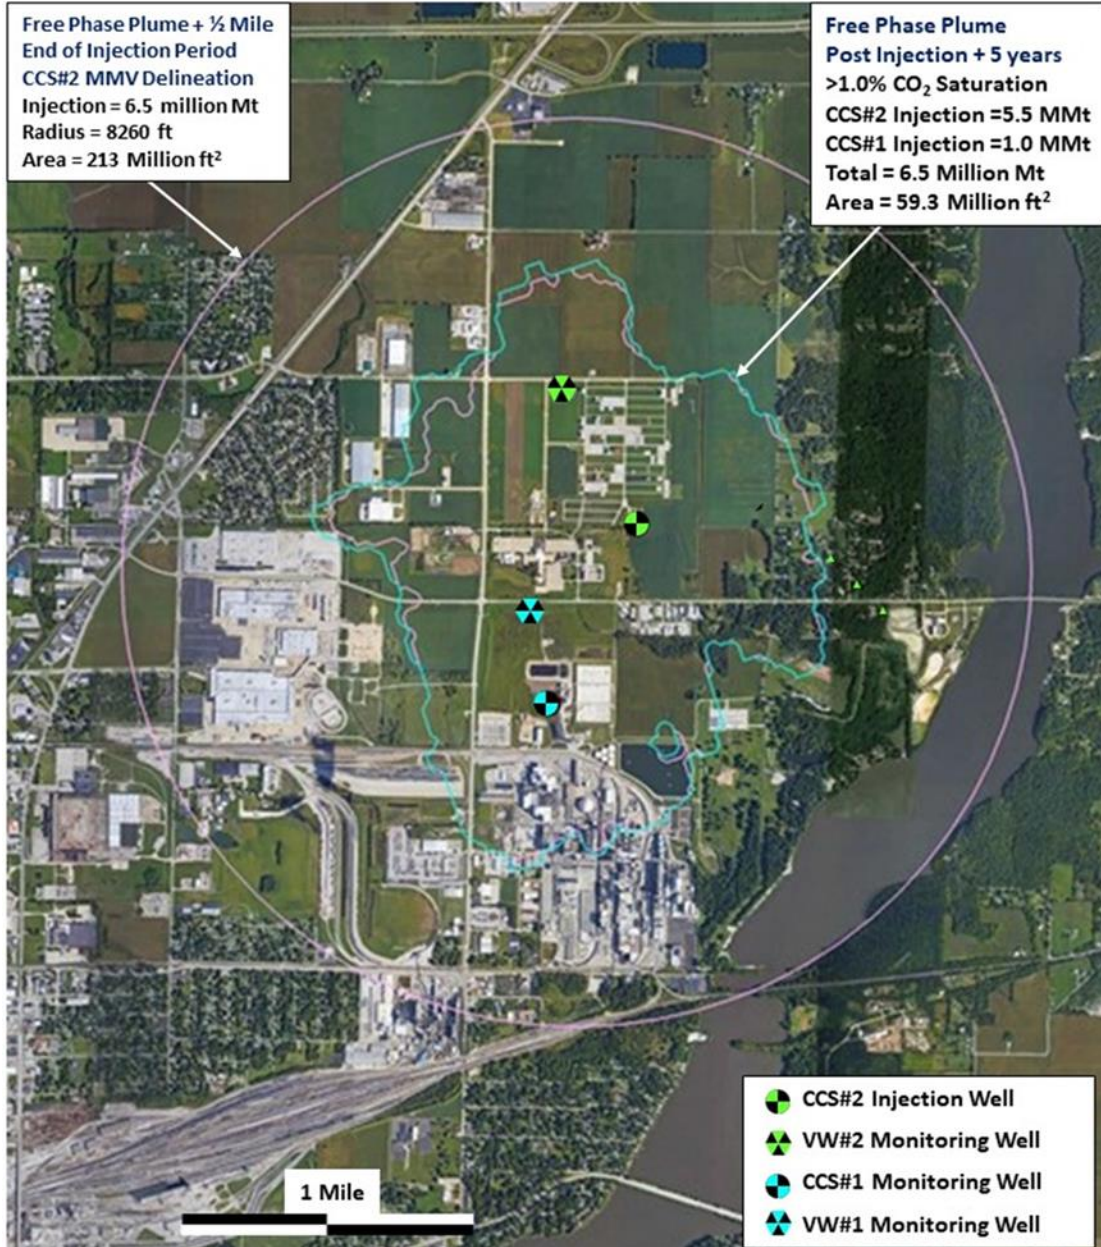 Free Phase Plume + ½ Mile
End of Injection Period
CCS#2 MMV Delineation
Injection = 6.5 million Mt
Radius = 8260 ft
Area = 213 Million ft²
Free Phase Plume
Post Injection + 5 years
>1.0% CO₂ Saturation
CCS#2 Injection =5.5 MMt
CCS#1 Injection =1.0 MMt
Total = 6.5 Million Mt
Area = 59.3 Million ft²
1 Mile
CCS#2 Injection Well
VW#2 Monitoring Well
CCS#1 Monitoring Well
VW#1 Monitoring Well